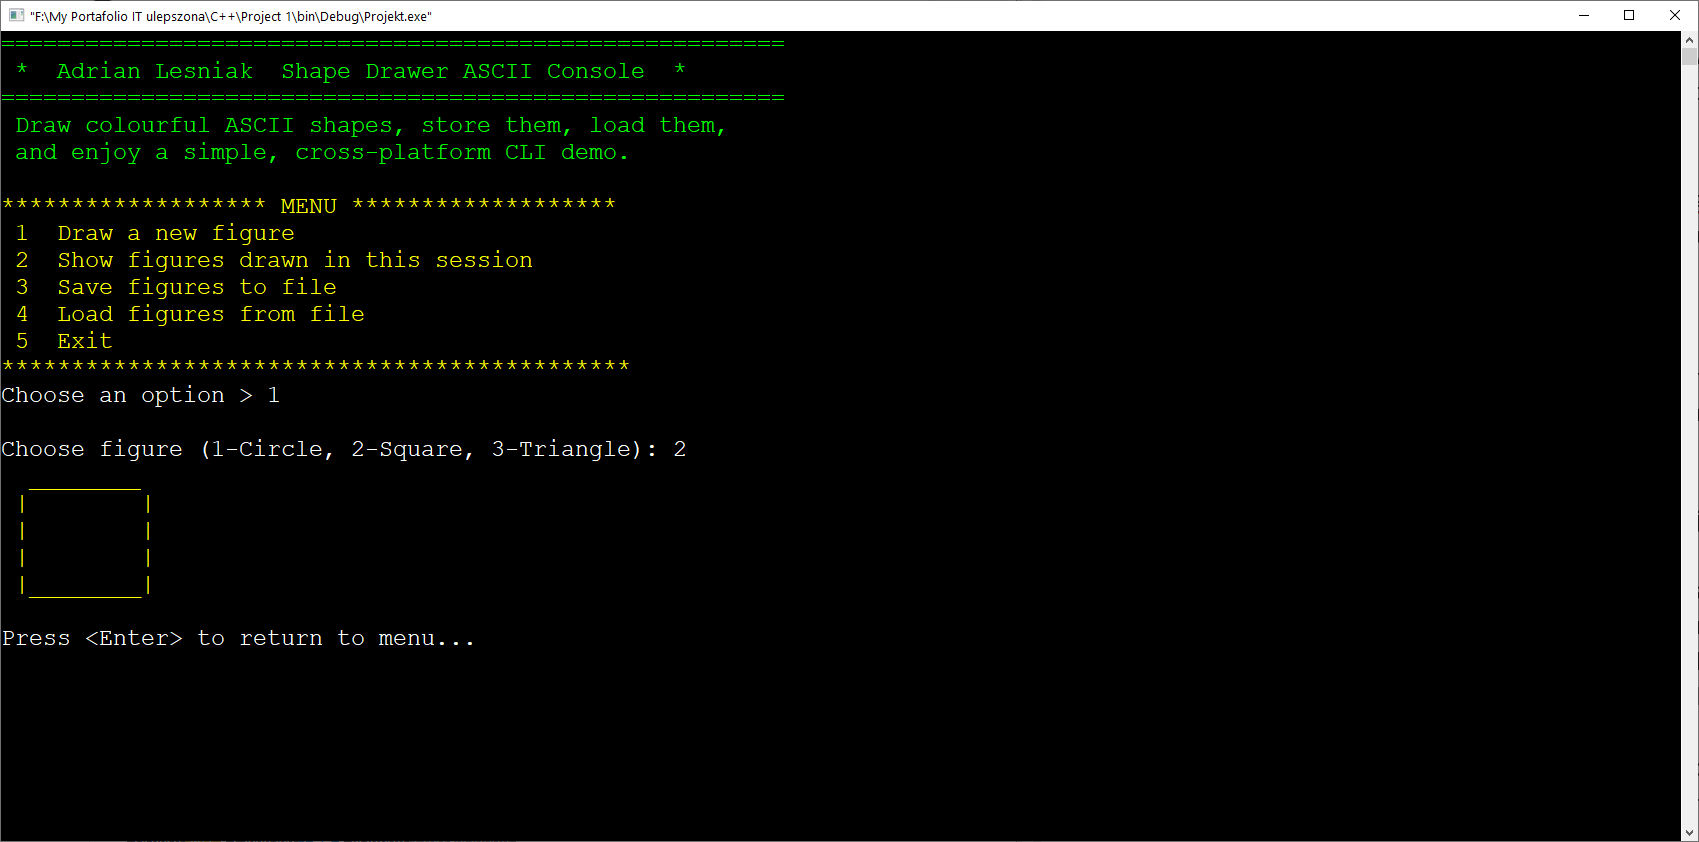 "F:\My Portafolio IT ulepszona\C++\Project 1\bin\Debug\Projekt.exe"
========================================================
 *  Adrian Lesniak  Shape Drawer ASCII Console  *
========================================================
 Draw colourful ASCII shapes, store them, load them,
 and enjoy a simple, cross-platform CLI demo.

******************* MENU *******************
 1  Draw a new figure
 2  Show figures drawn in this session
 3  Save figures to file
 4  Load figures from file
 5  Exit
*********************************************
Choose an option > 1

Choose figure (1-Circle, 2-Square, 3-Triangle): 2
  ________
 |        |
 |        |
 |        |
 |________|

Press <Enter> to return to menu...